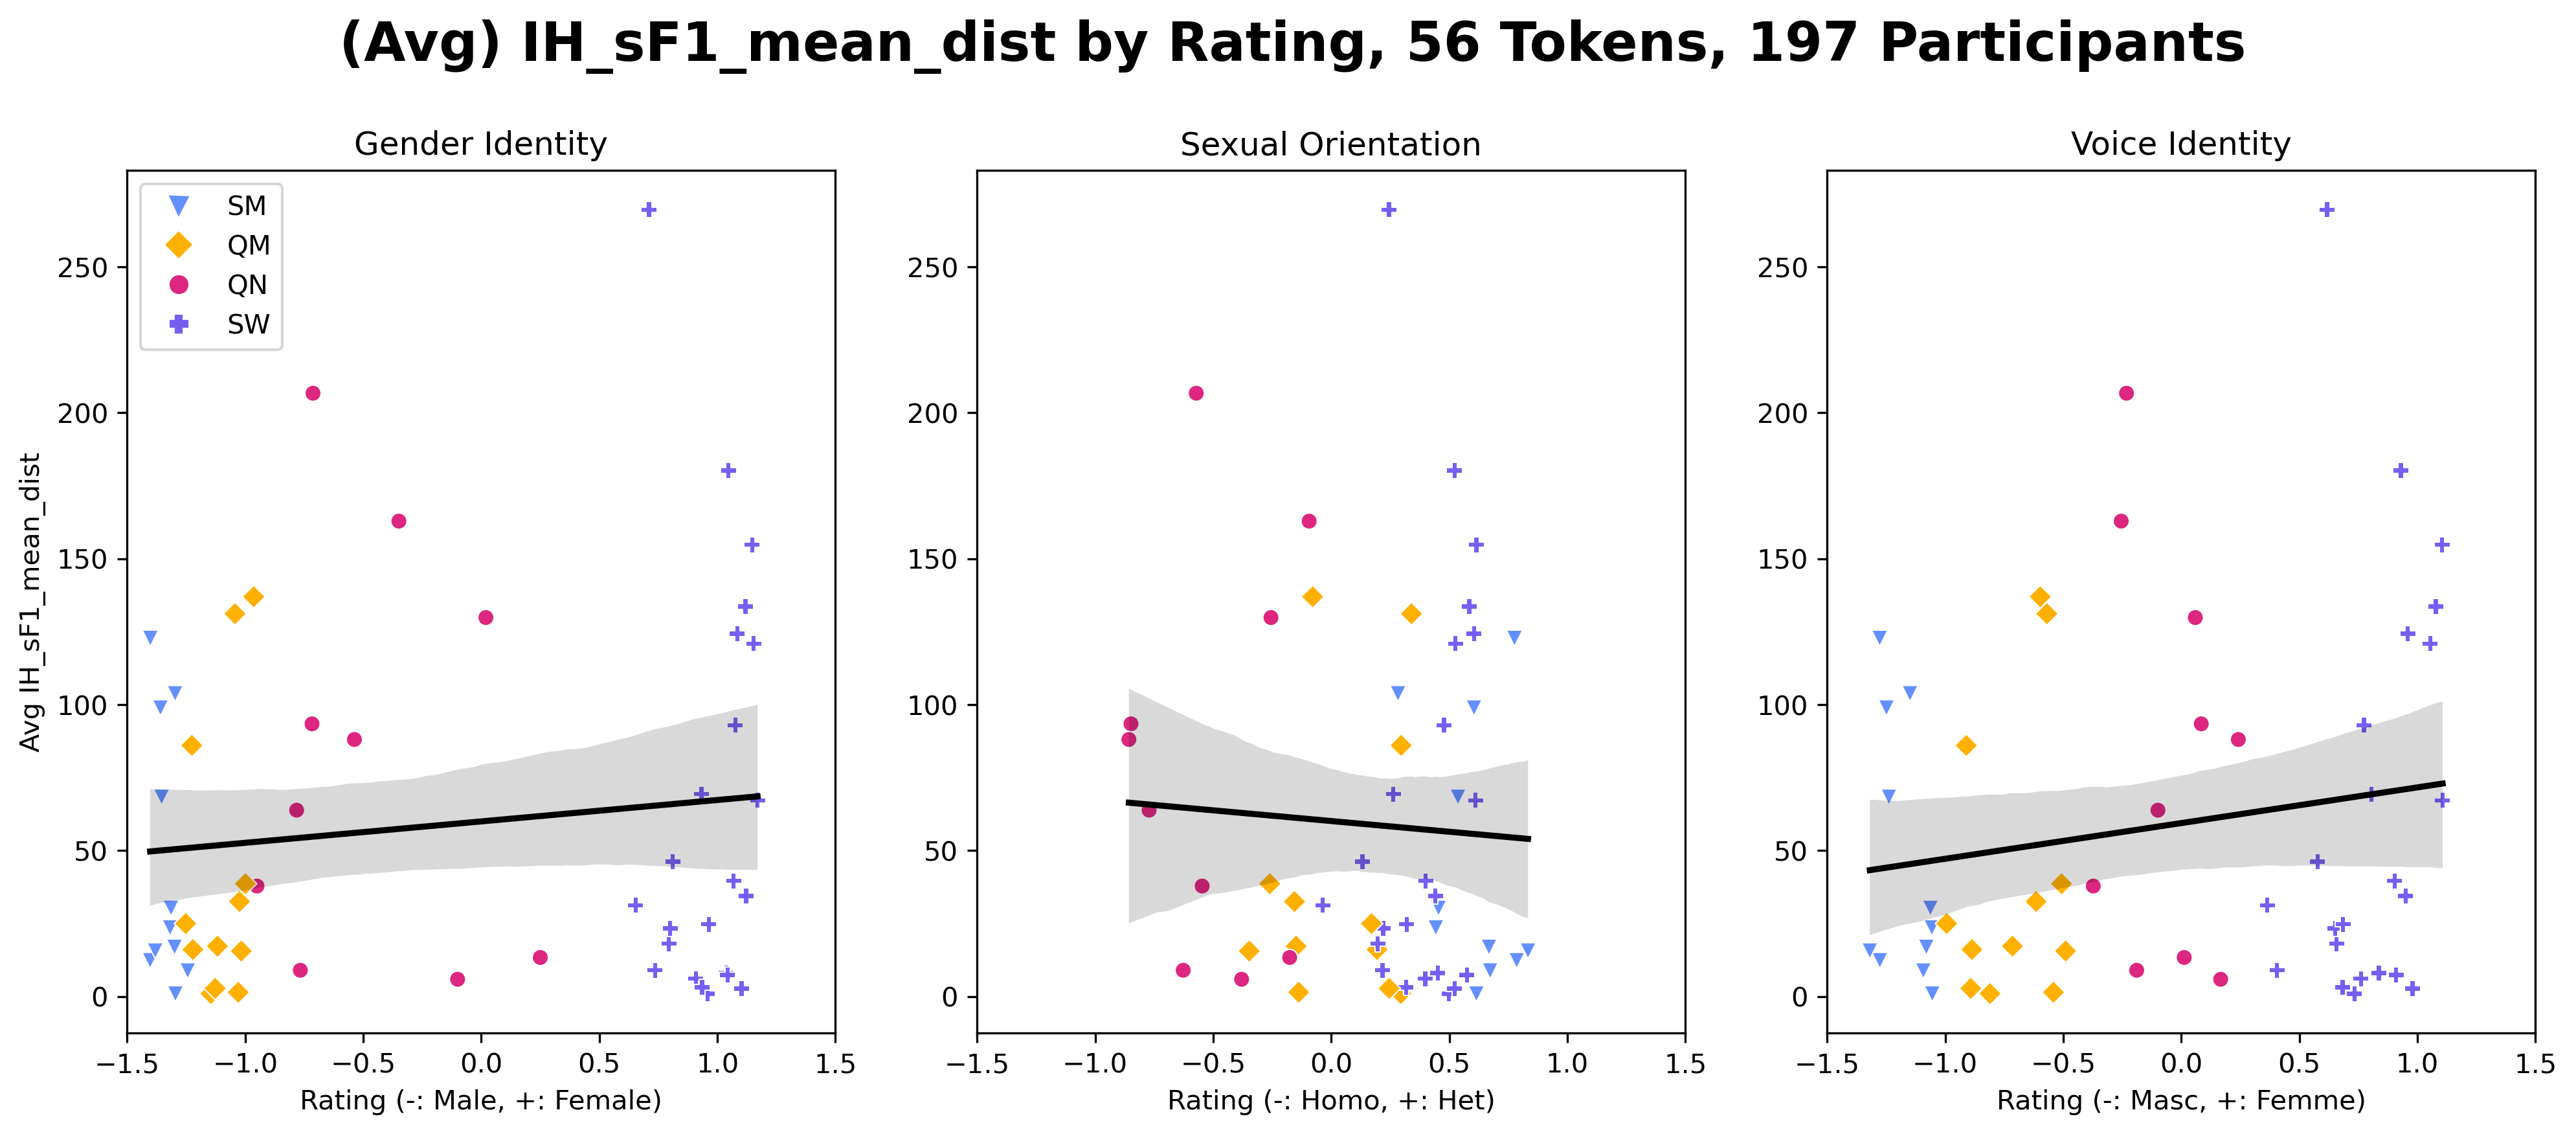 (Avg) IH_sF1_mean_dist by Rating, 56 Tokens, 197 Participants
Gender Identity
SM
QM
QN
SW
Avg IH_sF1_mean_dist
250
200
150
100
50
0
−1.5 −1.0 −0.5 0.0 0.5 1.0 1.5
Rating (-: Male, +: Female)
Sexual Orientation
250
200
150
100
50
0
−1.5 −1.0 −0.5 0.0 0.5 1.0 1.5
Rating (-: Homo, +: Het)
Voice Identity
250
200
150
100
50
0
−1.5 −1.0 −0.5 0.0 0.5 1.0 1.5
Rating (-: Masc, +: Femme)